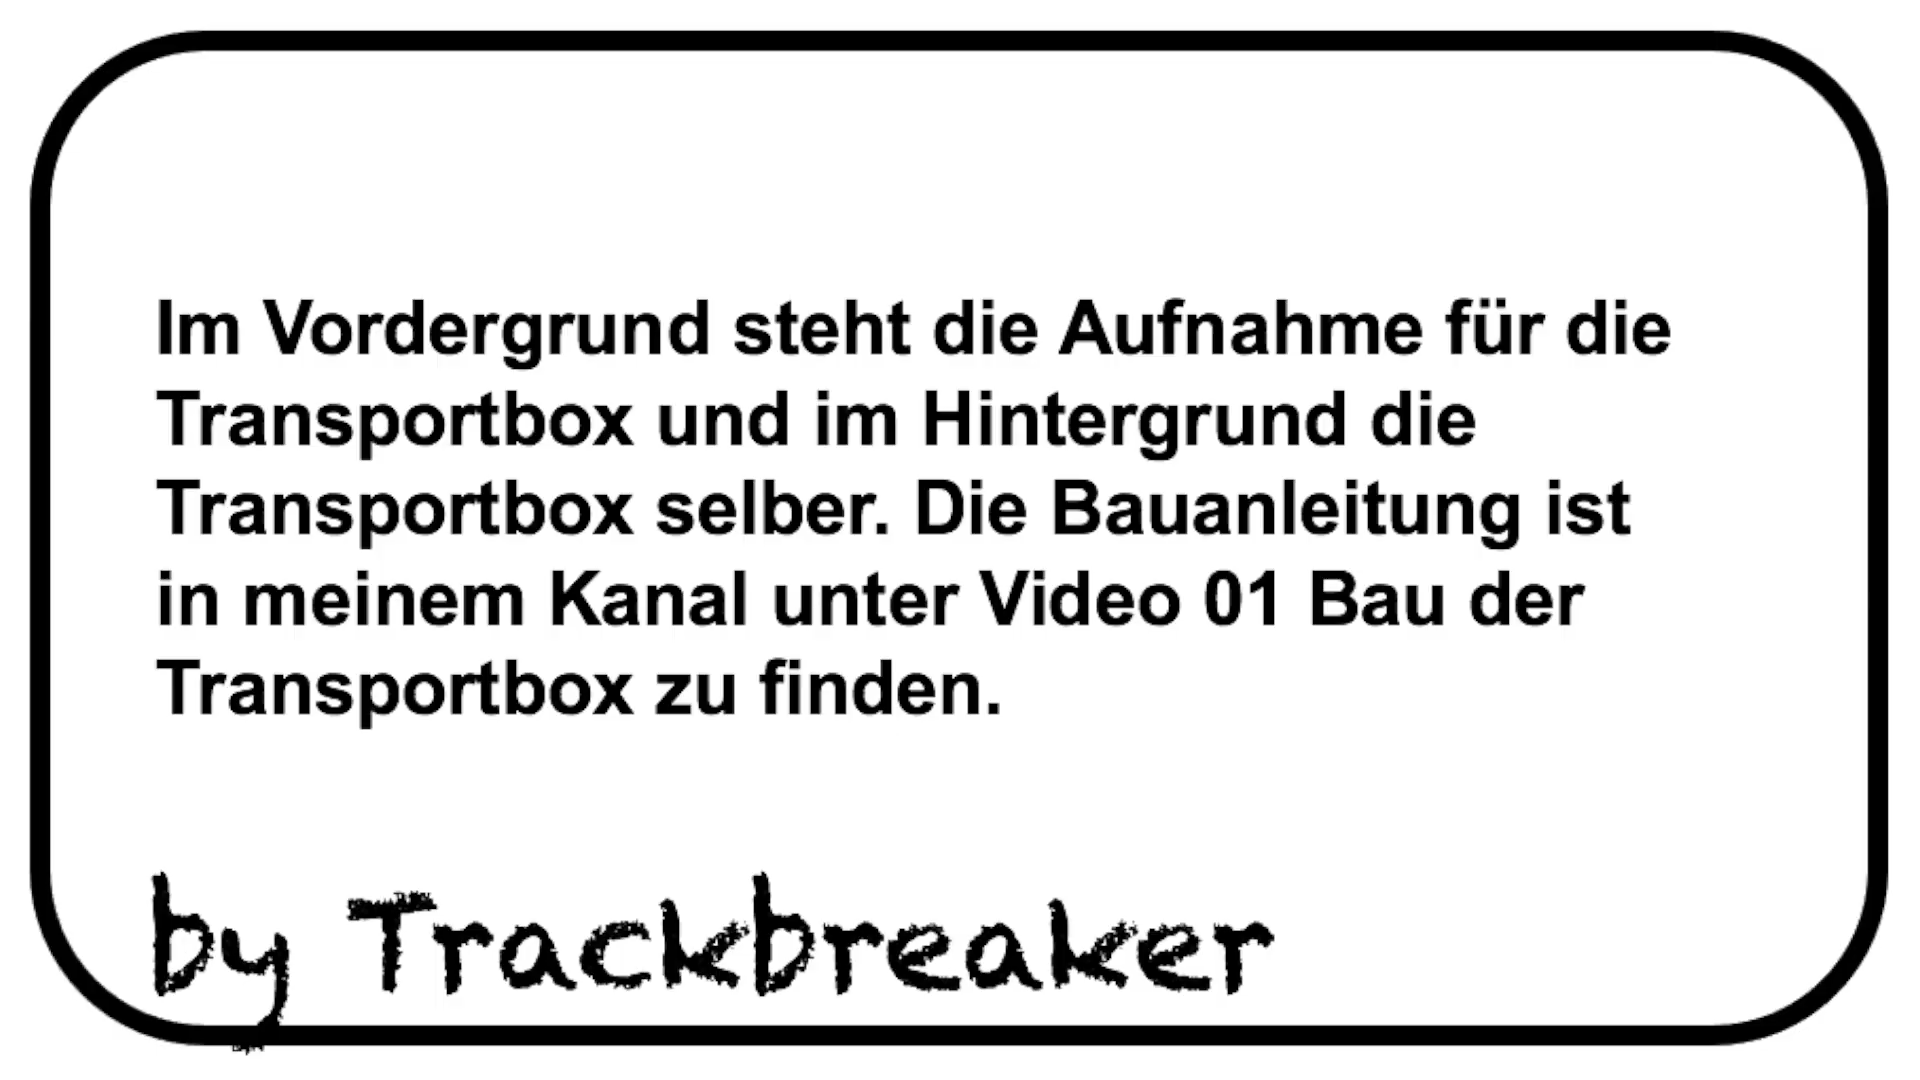 Im Vordergrund steht die Aufnahme für die
Transportbox und im Hintergrund die
Transportbox selber. Die Bauanleitung ist
in meinem Kanal unter Video 01 Bau der
Transportbox zu finden.
by Trackbreaker